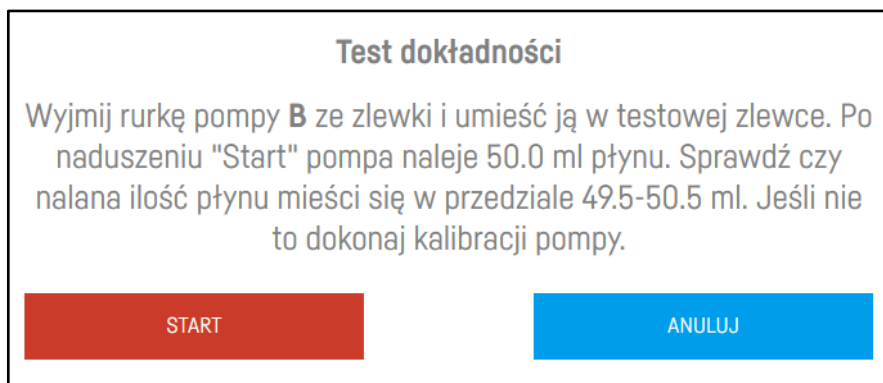 Test dokładności
Wyjmij rurkę pompy B ze zlewki i umieść ją w testowej zlewce. Po
naduszeniu "Start" pompa naleje 50.0 ml płynu. Sprawdź czy
nalana ilość płynu mieści się w przedziale 49.5-50.5 ml. Jeśli nie
to dokonaj kalibracji pompy.
START
ANULUJ